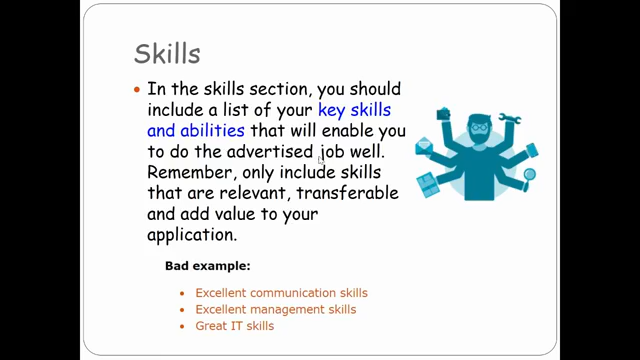 Skills
• In the skills section, you should
include a list of your key skills
and abilities that will enable you
to do the advertised job well.
Remember, only include skills
that are relevant, transferable
and add value to your
application.
Bad example:
• Excellent communication skills
• Excellent management skills
• Great IT skills